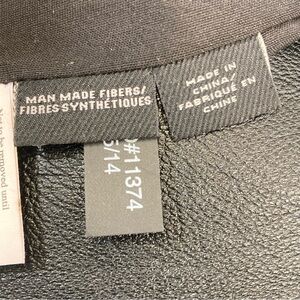 MAN MADE FIBERS/
FIBRES SYNTHÉTIQUES
MADE IN
CHINA/
FABRIQUÉ EN
CHINE
#11374
5/14
Not to be removed until